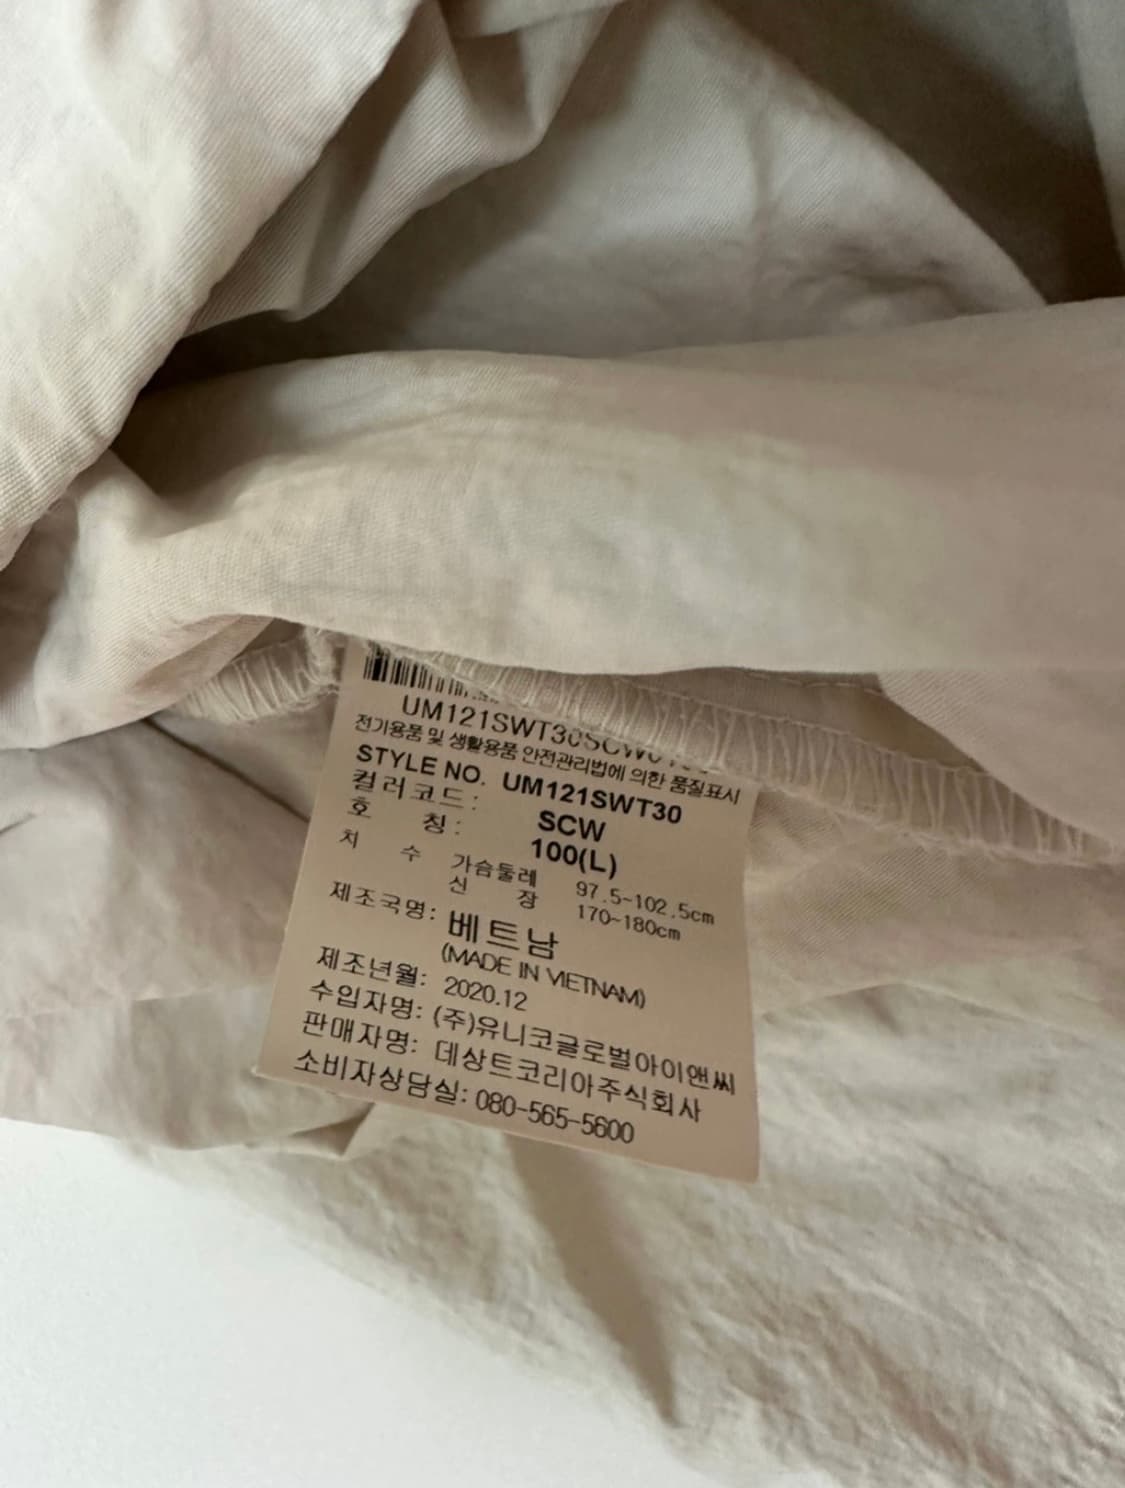 UM121SWT30SCW0100
전기용품 및 생활용품 안전관리법에 의한 품질표시
STYLE NO. UM121SWT30
컬러코드: SCW
호 칭: 100(L)
치 수 가슴둘레 97.5~102.5cm
신 장 170~180cm
제조국명: 베트남
(MADE IN VIETNAM)
제조년월: 2020.12
수입자명: (주)유니코글로벌아이앤씨
판매자명: 데상트코리아주식회사
소비자상담실: 080-565-5600